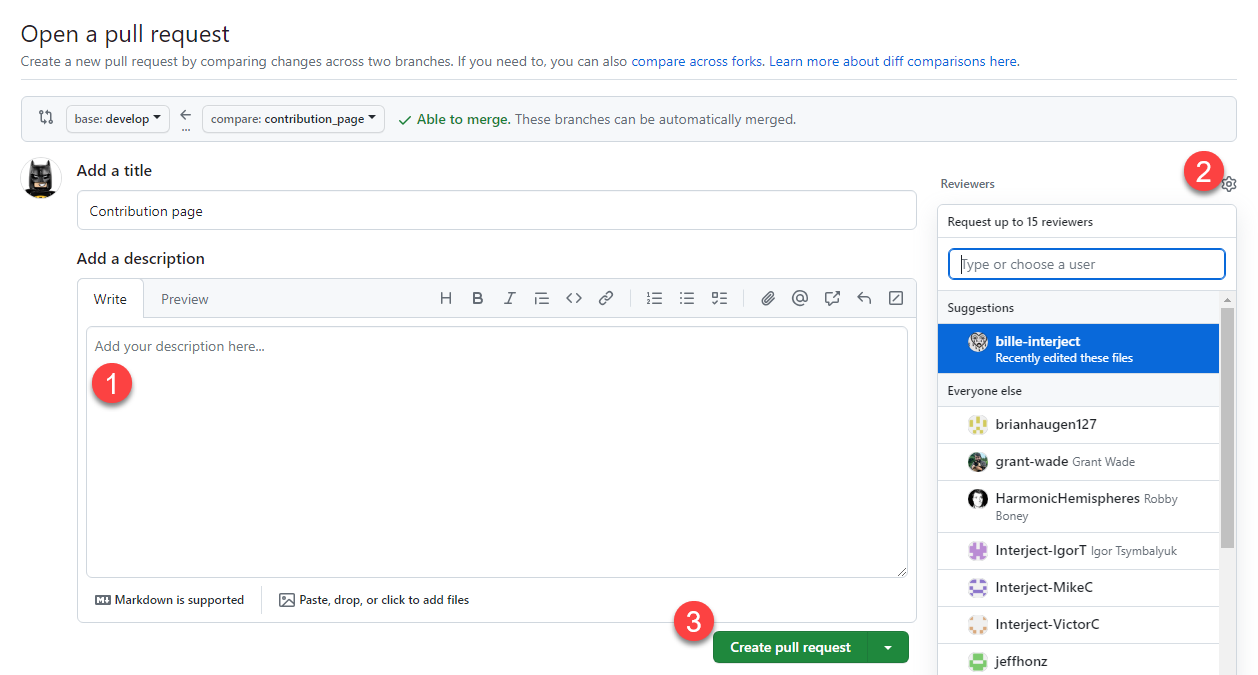 Open a pull request
Create a new pull request by comparing changes across two branches. If you need to, you can also compare across forks. Learn more about diff comparisons here.
base: develop
...
compare: contribution_page
Able to merge. These branches can be automatically merged.
Add a title
Contribution page
Add a description
Write Preview
H B I
Add your description here...
1
Markdown is supported
Paste, drop, or click to add files
3
Create pull request
2
Reviewers
Request up to 15 reviewers
Type or choose a user
Suggestions
bille-interject
Recently edited these files
Everyone else
brianhaugen127
grant-wade Grant Wade
HarmonicHemispheres Robby
Boney
Interject-IgorT Igor Tsymbalyuk
Interject-MikeC
Interject-VictorC
jeffhonz